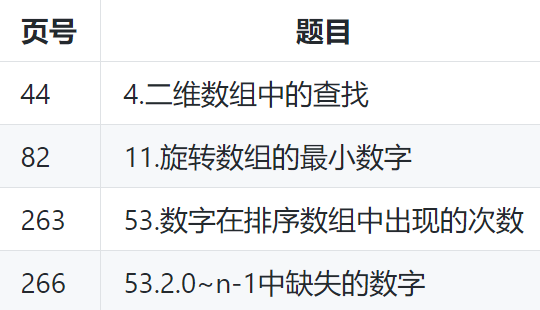 页号 题目
44 4.二维数组中的查找
82 11.旋转数组的最小数字
263 53.数字在排序数组中出现的次数
266 53.2.0~n-1中缺失的数字